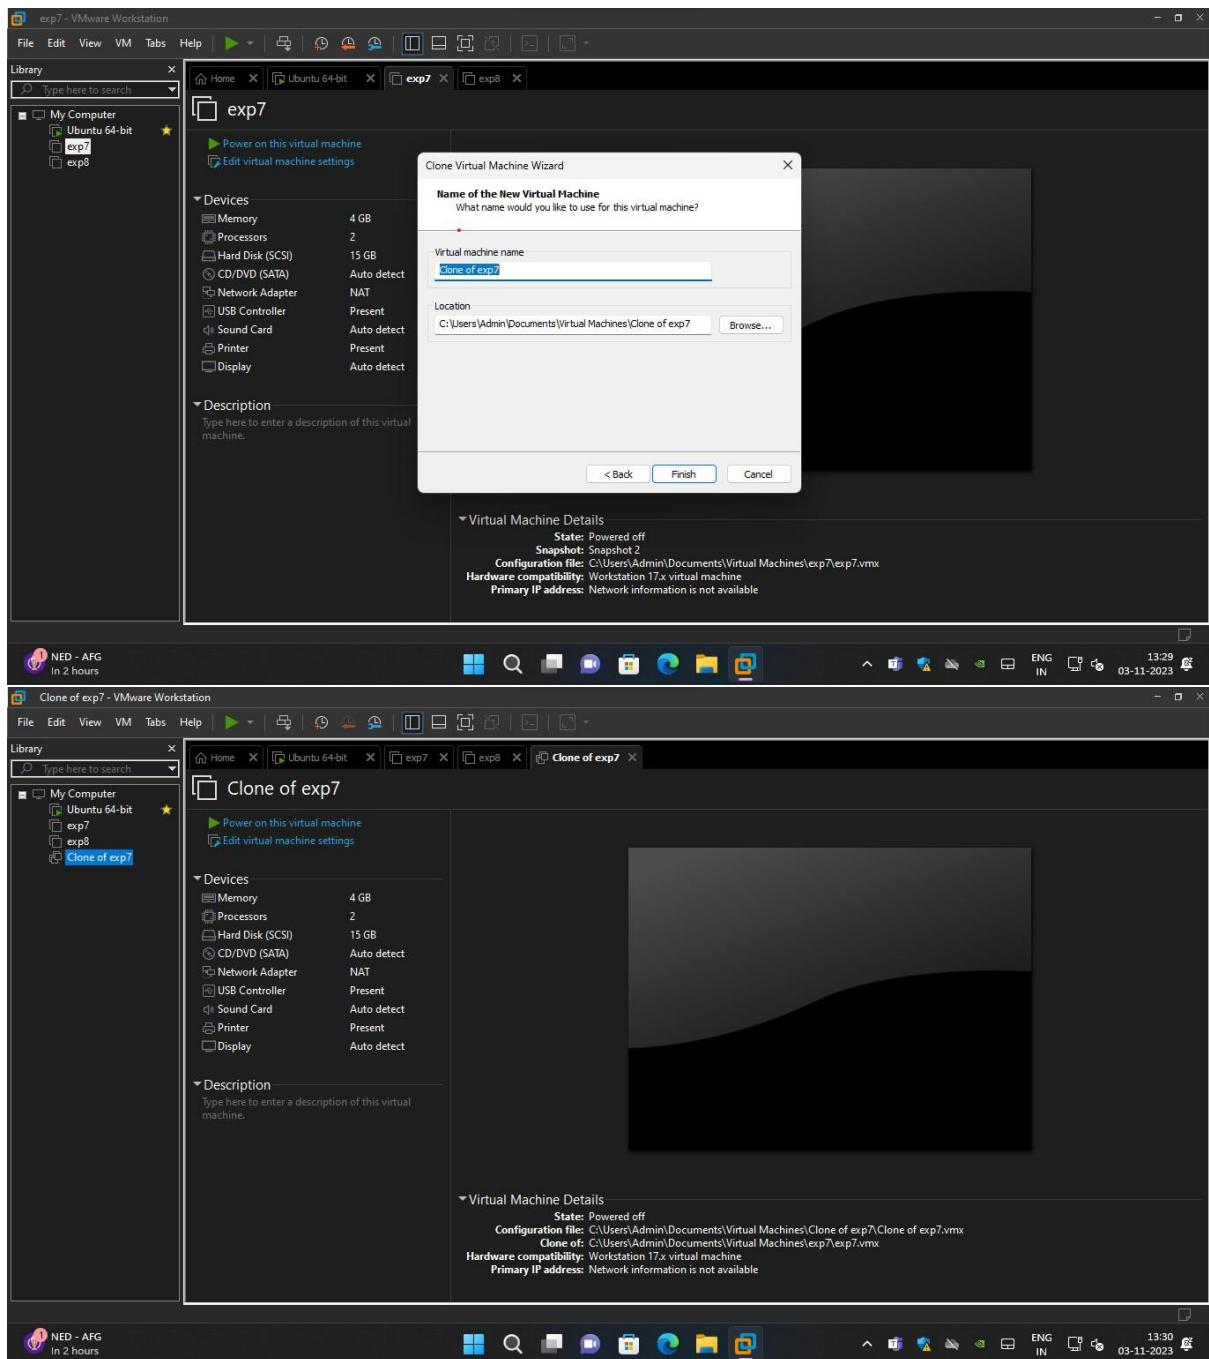 exp7 - VMware Workstation
File Edit View VM Tabs Help
Library
Type here to search
My Computer
Ubuntu 64-bit
exp7
exp8
Home Ubuntu 64-bit exp7 exp8
exp7
Power on this virtual machine
Edit virtual machine settings
Devices
Memory 4 GB
Processors 2
Hard Disk (SCSI) 15 GB
CD/DVD (SATA) Auto detect
Network Adapter NAT
USB Controller Present
Sound Card Auto detect
Printer Present
Display Auto detect
Description
Type here to enter a description of this virtual
machine.
Clone Virtual Machine Wizard
Name of the New Virtual Machine
What name would you like to use for this virtual machine?
Virtual machine name
Clone of exp7
Location
C:\Users\Admin\Documents\Virtual Machines\Clone of exp7 Browse...
< Back Finish Cancel
Virtual Machine Details
State: Powered off
Snapshot: Snapshot 2
Configuration file: C:\Users\Admin\Documents\Virtual Machines\exp7\exp7.vmx
Hardware compatibility: Workstation 17.x virtual machine
Primary IP address: Network information is not available
1
NED - AFG
In 2 hours
ENG
IN
13:29
03-11-2023
Clone of exp7 - VMware Workstation
File Edit View VM Tabs Help
Library
Type here to search
My Computer
Ubuntu 64-bit
exp7
exp8
Clone of exp7
Home Ubuntu 64-bit exp7 exp8 Clone of exp7
Clone of exp7
Power on this virtual machine
Edit virtual machine settings
Devices
Memory 4 GB
Processors 2
Hard Disk (SCSI) 15 GB
CD/DVD (SATA) Auto detect
Network Adapter NAT
USB Controller Present
Sound Card Auto detect
Printer Present
Display Auto detect
Description
Type here to enter a description of this virtual
machine.
Virtual Machine Details
State: Powered off
Configuration file: C:\Users\Admin\Documents\Virtual Machines\Clone of exp7\Clone of exp7.vmx
Clone of: C:\Users\Admin\Documents\Virtual Machines\exp7\exp7.vmx
Hardware compatibility: Workstation 17.x virtual machine
Primary IP address: Network information is not available
1
NED - AFG
In 2 hours
ENG
IN
13:30
03-11-2023